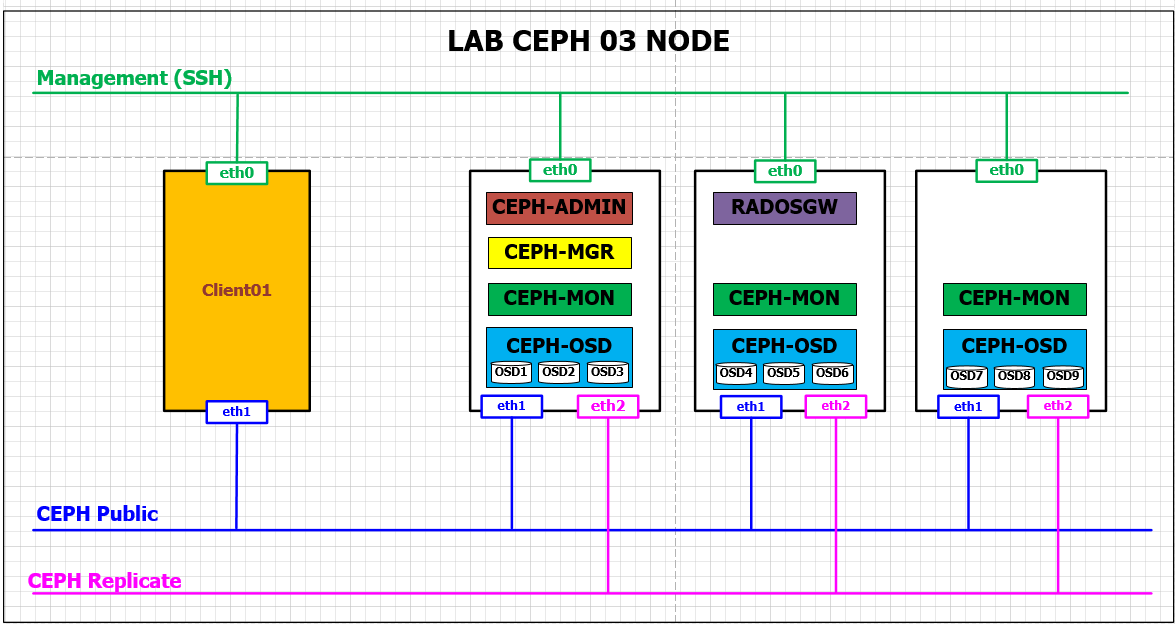 LAB CEPH 03 NODE
Management (SSH)
eth0
eth0
eth0
eth0
Client01
CEPH-ADMIN
CEPH-MGR
CEPH-MON
CEPH-OSD
OSD1 OSD2 OSD3
RADOSGW
CEPH-MON
CEPH-OSD
OSD4 OSD5 OSD6
CEPH-MON
CEPH-OSD
OSD7 OSD8 OSD9
eth1
eth1
eth2
eth1
eth2
eth1
eth2
CEPH Public
CEPH Replicate